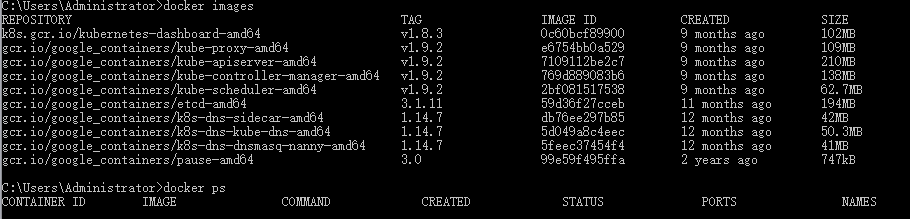 C:\Users\Administrator>docker images
REPOSITORY TAG IMAGE ID CREATED SIZE
k8s.gcr.io/kubernetes-dashboard-amd64 v1.8.3 0c60bcf89900 9 months ago 102MB
gcr.io/google_containers/kube-proxy-amd64 v1.9.2 e6754bb0a529 9 months ago 109MB
gcr.io/google_containers/kube-apiserver-amd64 v1.9.2 7109112be2c7 9 months ago 210MB
gcr.io/google_containers/kube-controller-manager-amd64 v1.9.2 769d889083b6 9 months ago 138MB
gcr.io/google_containers/kube-scheduler-amd64 v1.9.2 2bf081517538 9 months ago 62.7MB
gcr.io/google_containers/etcd-amd64 3.1.11 59d36f27cceb 11 months ago 194MB
gcr.io/google_containers/k8s-dns-sidecar-amd64 1.14.7 db76ee297b85 12 months ago 42MB
gcr.io/google_containers/k8s-dns-kube-dns-amd64 1.14.7 5d049a8c4eec 12 months ago 50.3MB
gcr.io/google_containers/k8s-dns-dnsmasq-nanny-amd64 1.14.7 5feec37454f4 12 months ago 41MB
gcr.io/google_containers/pause-amd64 3.0 99e59f495ffa 2 years ago 747kB
C:\Users\Administrator>docker ps
CONTAINER ID IMAGE COMMAND CREATED STATUS PORTS NAMES